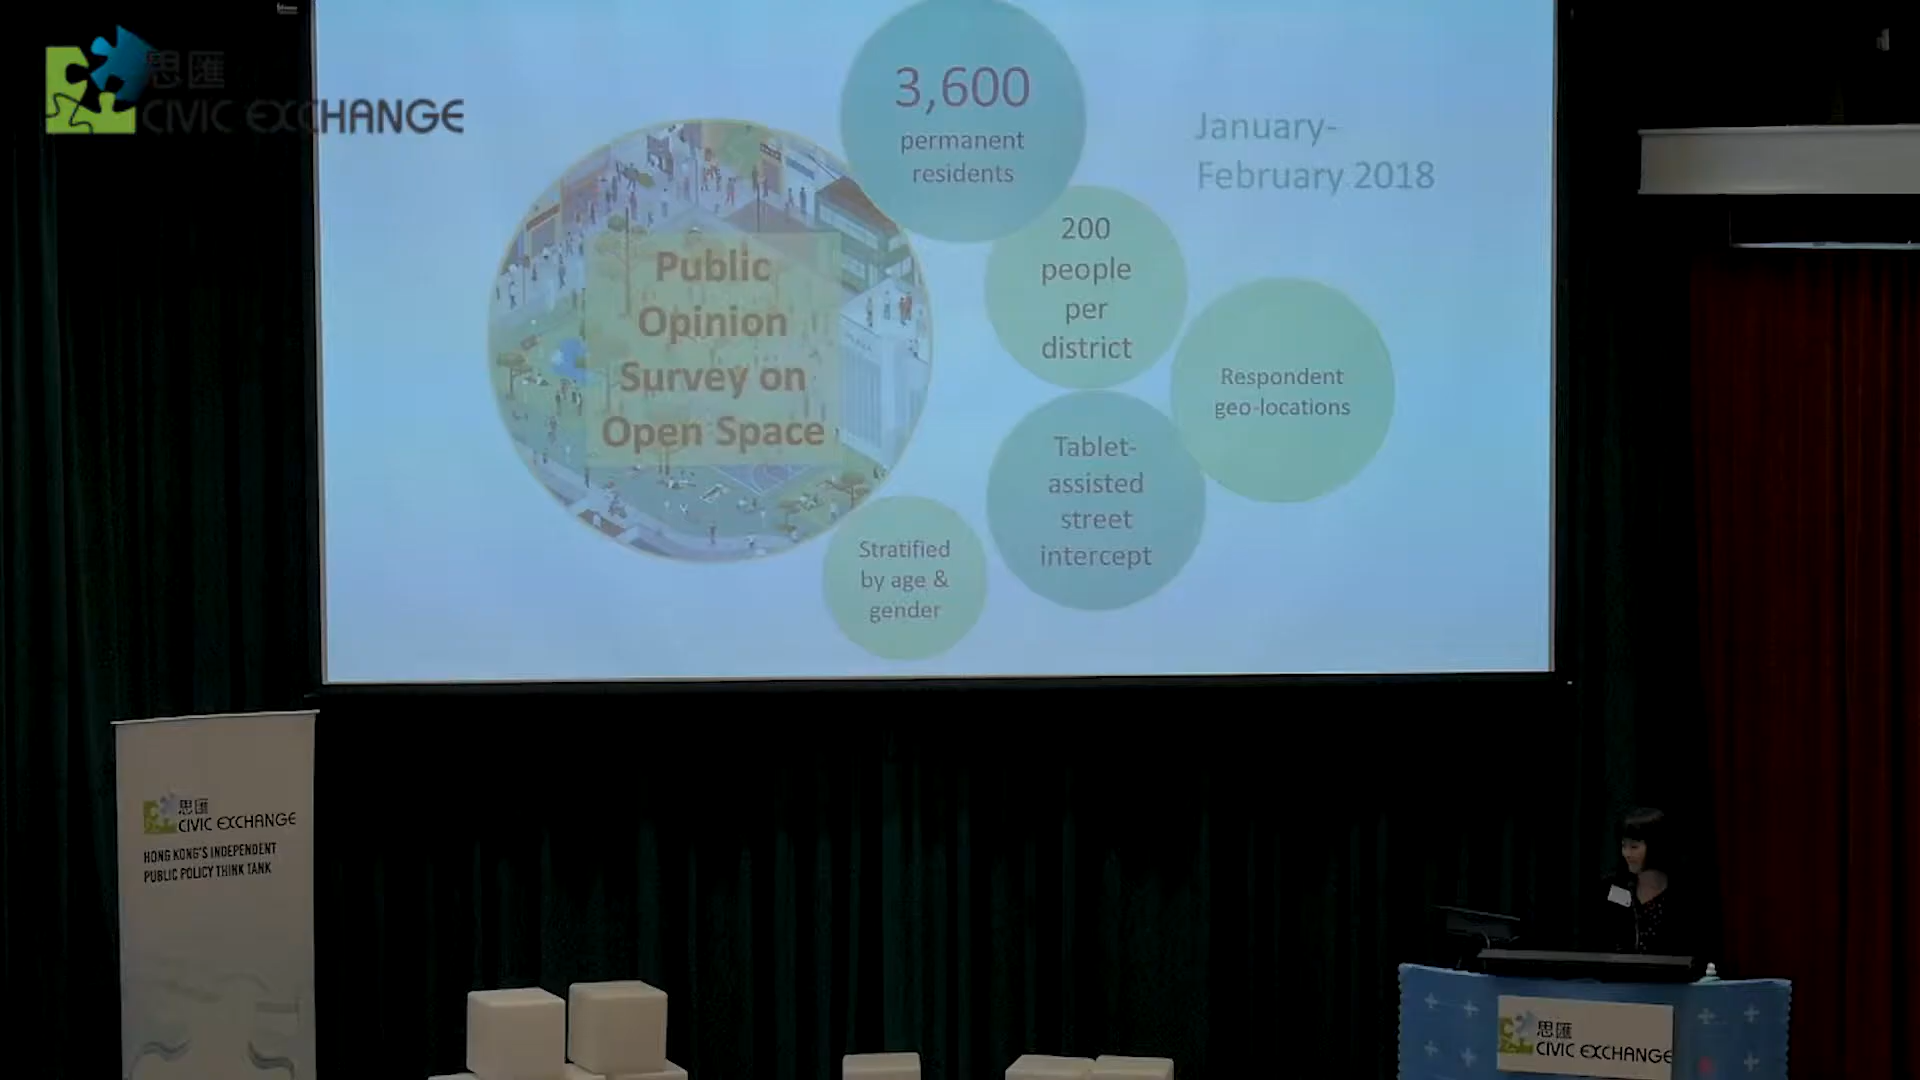 思匯
CIVIC EXCHANGE
3,600
permanent
residents
January-
February 2018
Public
Opinion
Survey on
Open Space
200
people
per
district
Respondent
geo-locations
Tablet-
assisted
street
intercept
Stratified
by age &
gender
思匯
CIVIC EXCHANGE
HONG KONG'S INDEPENDENT
PUBLIC POLICY THINK TANK
思匯
CIVIC EXCHANGE